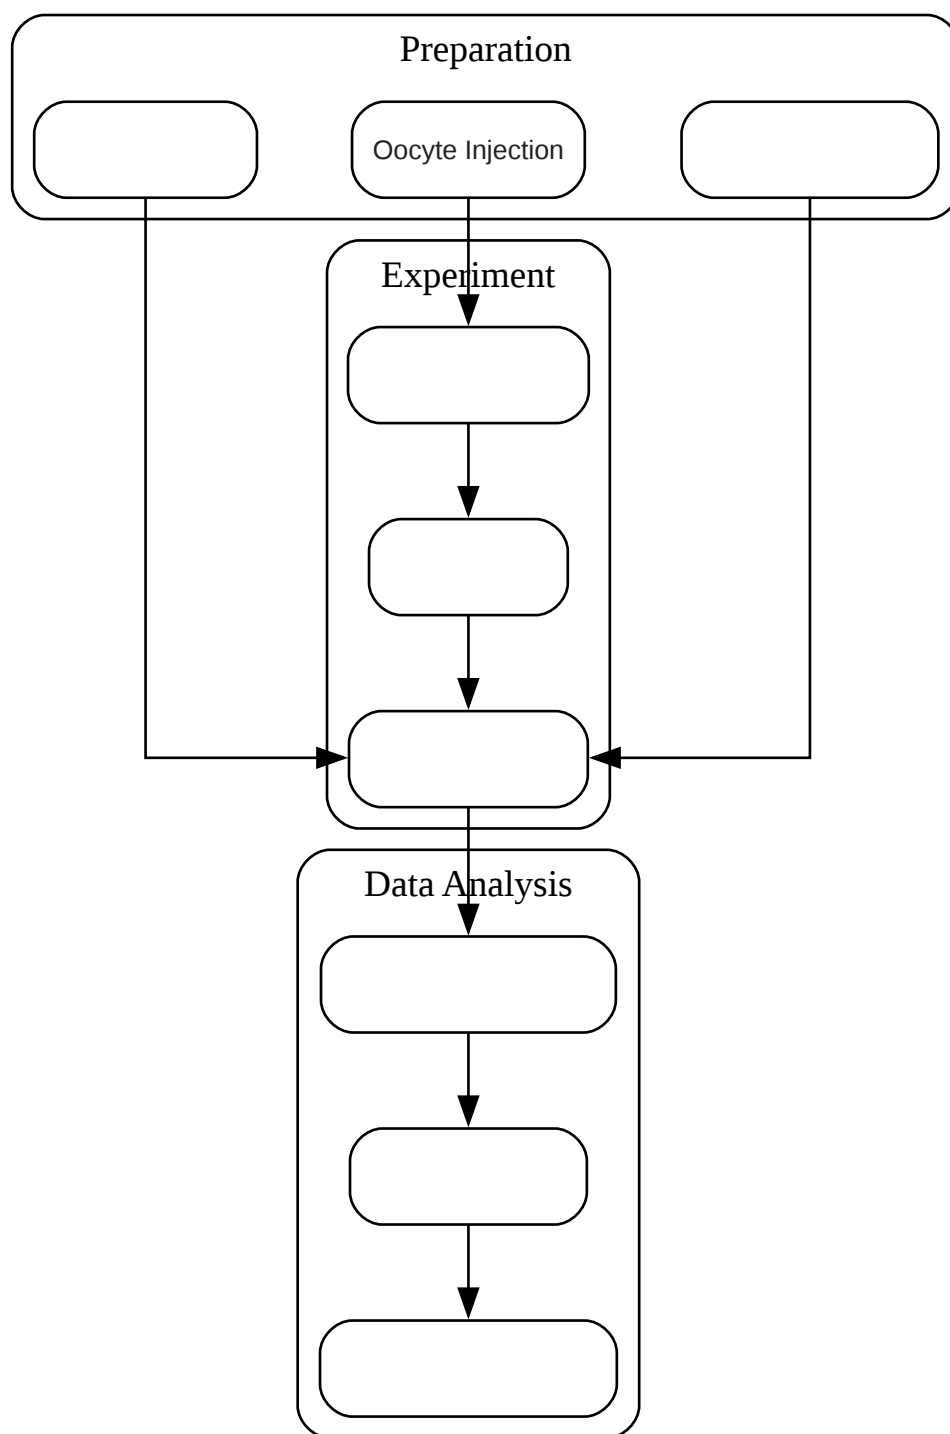 Preparation
Oocyte Injection
Experiment
Data Analysis